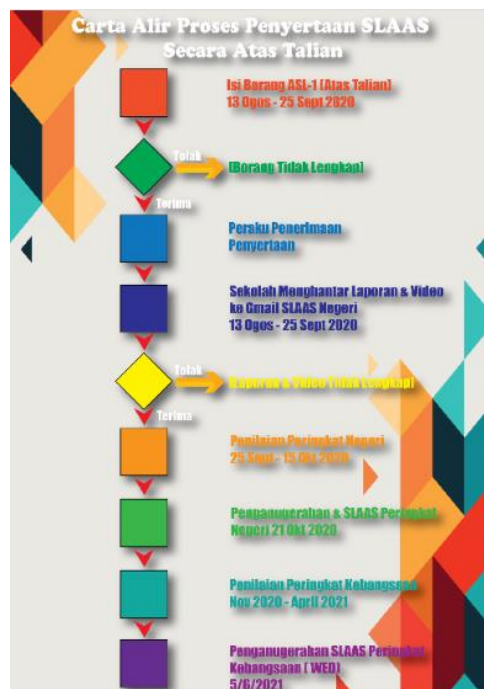 Carta Alir Proses Penyertaan SLAAS
Secara Atas Talian
Isi Borang ASL-1 [Atas Talian]
13 Ogos - 25 Sept 2020
Tolak
[Borang Tidak Lengkap]
Terima
Peraku Penerimaan
Penyertaan
Sekolah Menghantar Laporan & Video
ke Gmail SLAAS Negeri
13 Ogos - 25 Sept 2020
Tolak
[Laporan & Video Tidak Lengkap]
Terima
Penilaian Peringkat Negeri
25 Sept - 15 Okt 2020
Penganugerahan & SLAAS Peringkat
Negeri 21 Okt 2020
Penilaian Peringkat Kebangsaan
Nov 2020 - April 2021
Penganugerahan SLAAS Peringkat
Kebangsaan ( WED)
5/6/2021